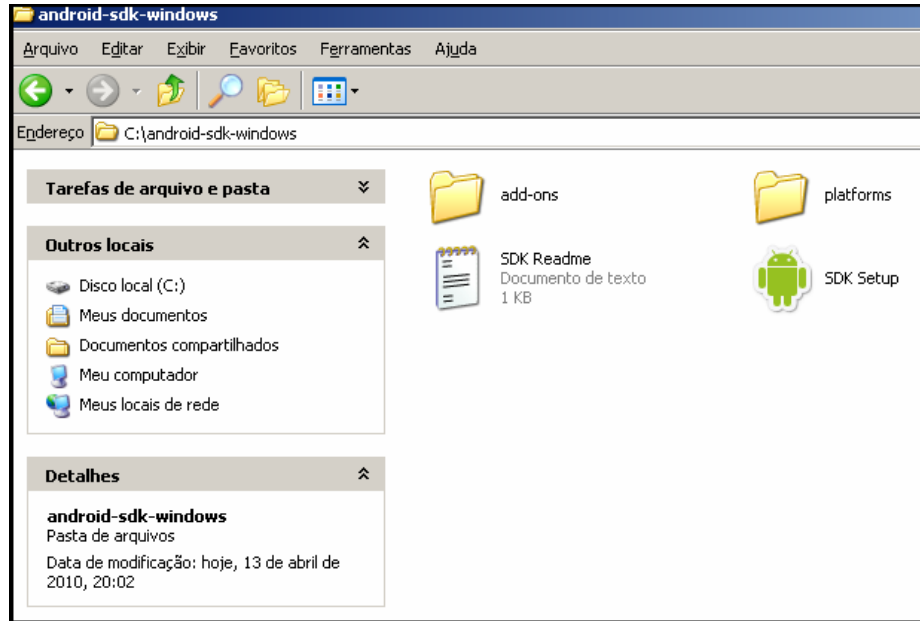 android-sdk-windows
Arquivo Editar Exibir Favoritos Ferramentas Ajuda
Endereço C:\android-sdk-windows
Tarefas de arquivo e pasta
Outros locais
Disco local (C:)
Meus documentos
Documentos compartilhados
Meu computador
Meus locais de rede
Detalhes
android-sdk-windows
Pasta de arquivos
Data de modificação: hoje, 13 de abril de
2010, 20:02
add-ons
platforms
SDK Readme
Documento de texto
1 KB
SDK Setup